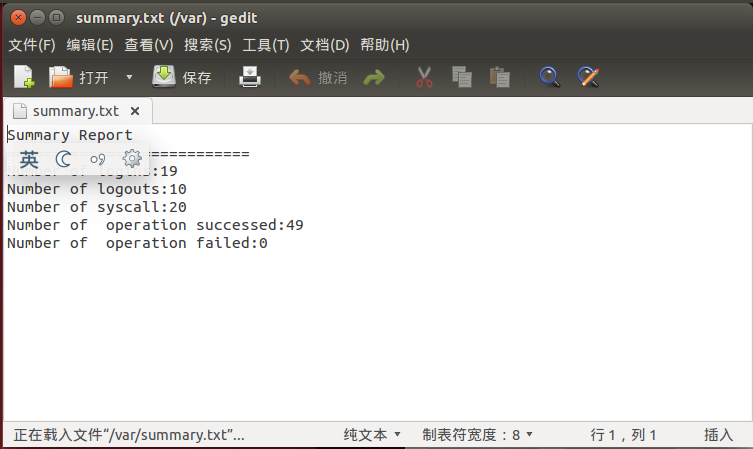 summary.txt (/var) - gedit
文件(F) 编辑(E) 查看(V) 搜索(S) 工具(T) 文档(D) 帮助(H)
打开 保存 撤消
summary.txt
Summary Report
英
===========
:19
Number of logouts:10
Number of syscall:20
Number of  operation successed:49
Number of  operation failed:0
正在载入文件“/var/summary.txt”... 纯文本 制表符宽度：8 行 1，列 1 插入